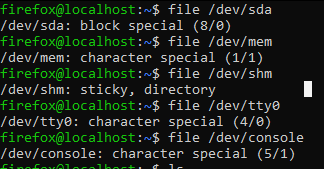 firefox@localhost:~$ file /dev/sda
/dev/sda: block special (8/0)
firefox@localhost:~$ file /dev/mem
/dev/mem: character special (1/1)
firefox@localhost:~$ file /dev/shm
/dev/shm: sticky, directory
firefox@localhost:~$ file /dev/tty0
/dev/tty0: character special (4/0)
firefox@localhost:~$ file /dev/console
/dev/console: character special (5/1)
firefox@localhost:~$ ls